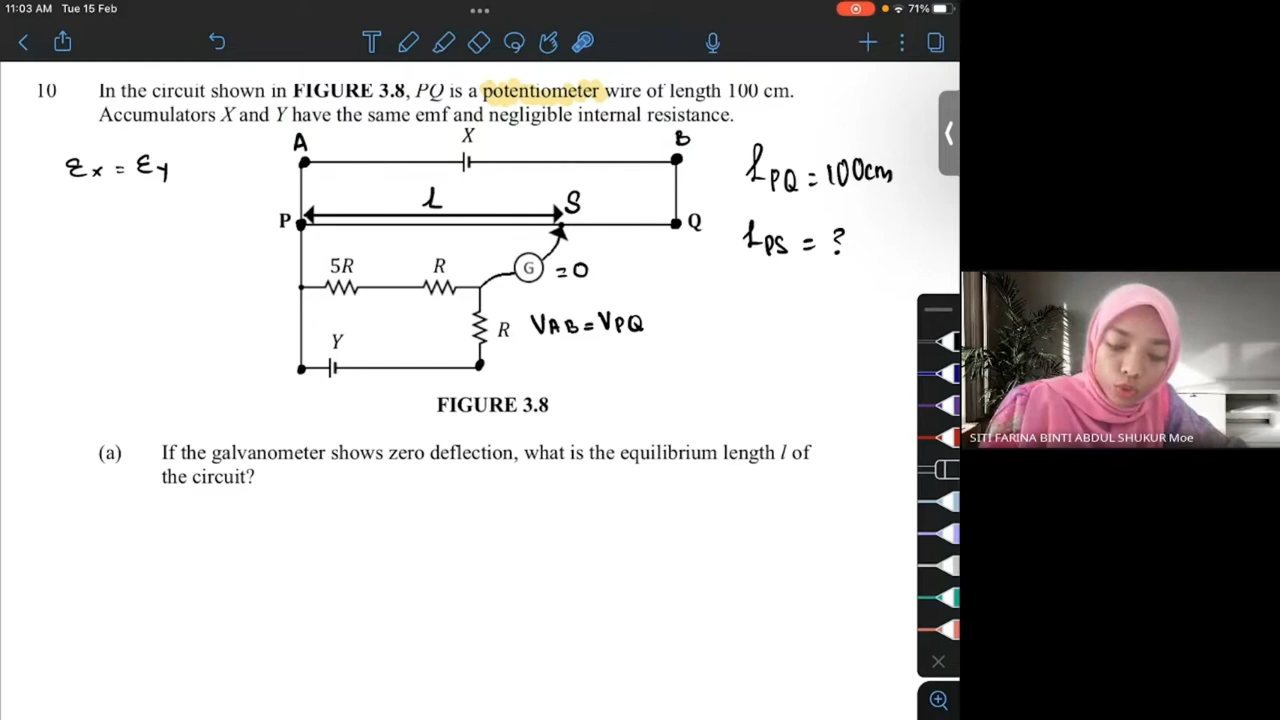 11:03 AM Tue 15 Feb
71%
10 In the circuit shown in FIGURE 3.8, PQ is a potentiometer wire of length 100 cm.
Accumulators X and Y have the same emf and negligible internal resistance.
A X B
Ɛx = Ɛy
L S
P Q
LPQ = 100cm
LPS = ?
5R R G = 0
R VAB = VPQ
Y
FIGURE 3.8
(a) If the galvanometer shows zero deflection, what is the equilibrium length l of
the circuit?
SITI FARINA BINTI ABDUL SHUKUR Moe